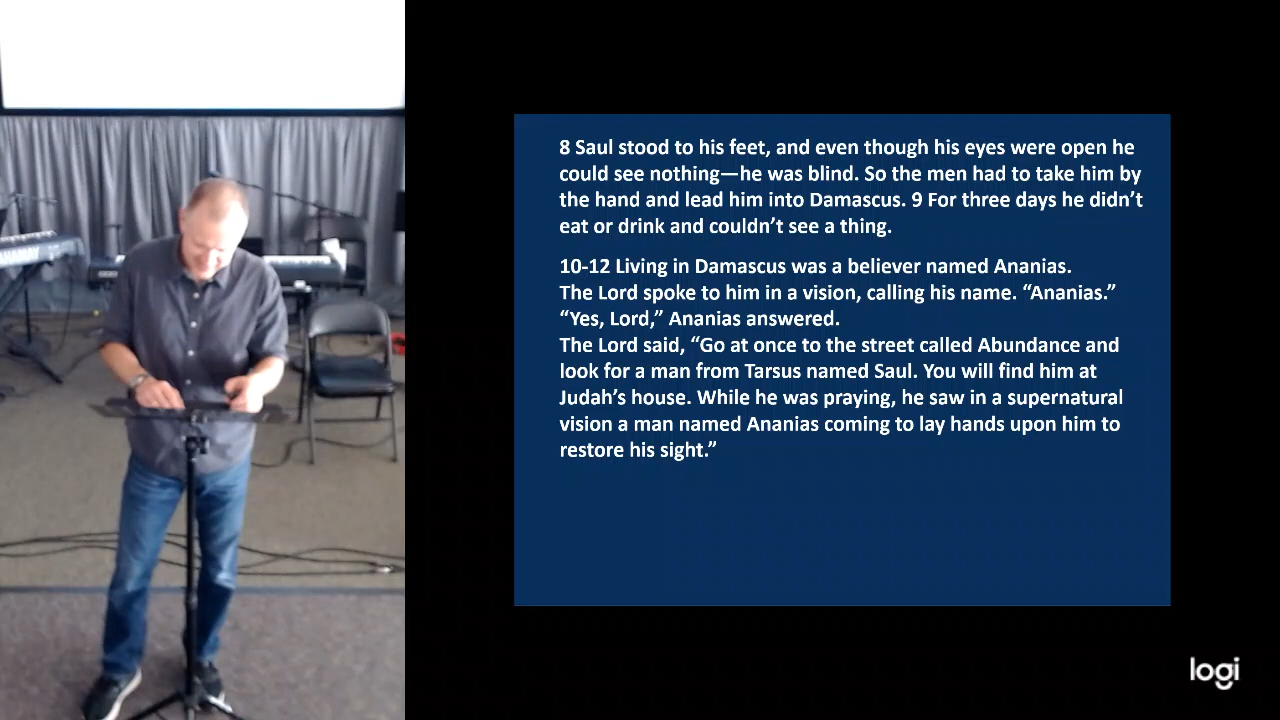 8 Saul stood to his feet, and even though his eyes were open he
could see nothing—he was blind. So the men had to take him by
the hand and lead him into Damascus. 9 For three days he didn’t
eat or drink and couldn’t see a thing.
10-12 Living in Damascus was a believer named Ananias.
The Lord spoke to him in a vision, calling his name. “Ananias.”
“Yes, Lord,” Ananias answered.
The Lord said, “Go at once to the street called Abundance and
look for a man from Tarsus named Saul. You will find him at
Judah’s house. While he was praying, he saw in a supernatural
vision a man named Ananias coming to lay hands upon him to
restore his sight.”
logi